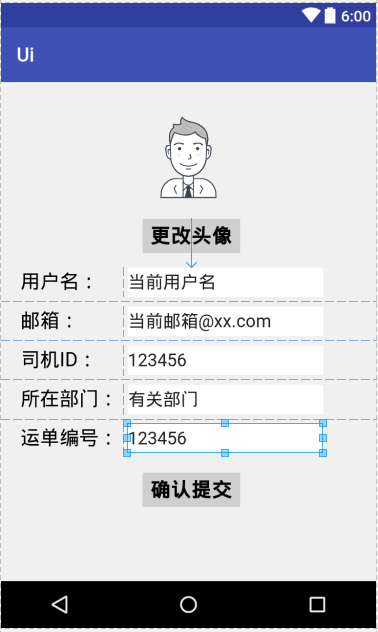 6:00
Ui
更改头像
用户名： 当前用户名
邮箱： 当前邮箱@xx.com
司机ID： 123456
所在部门： 有关部门
运单编号： 123456
确认提交